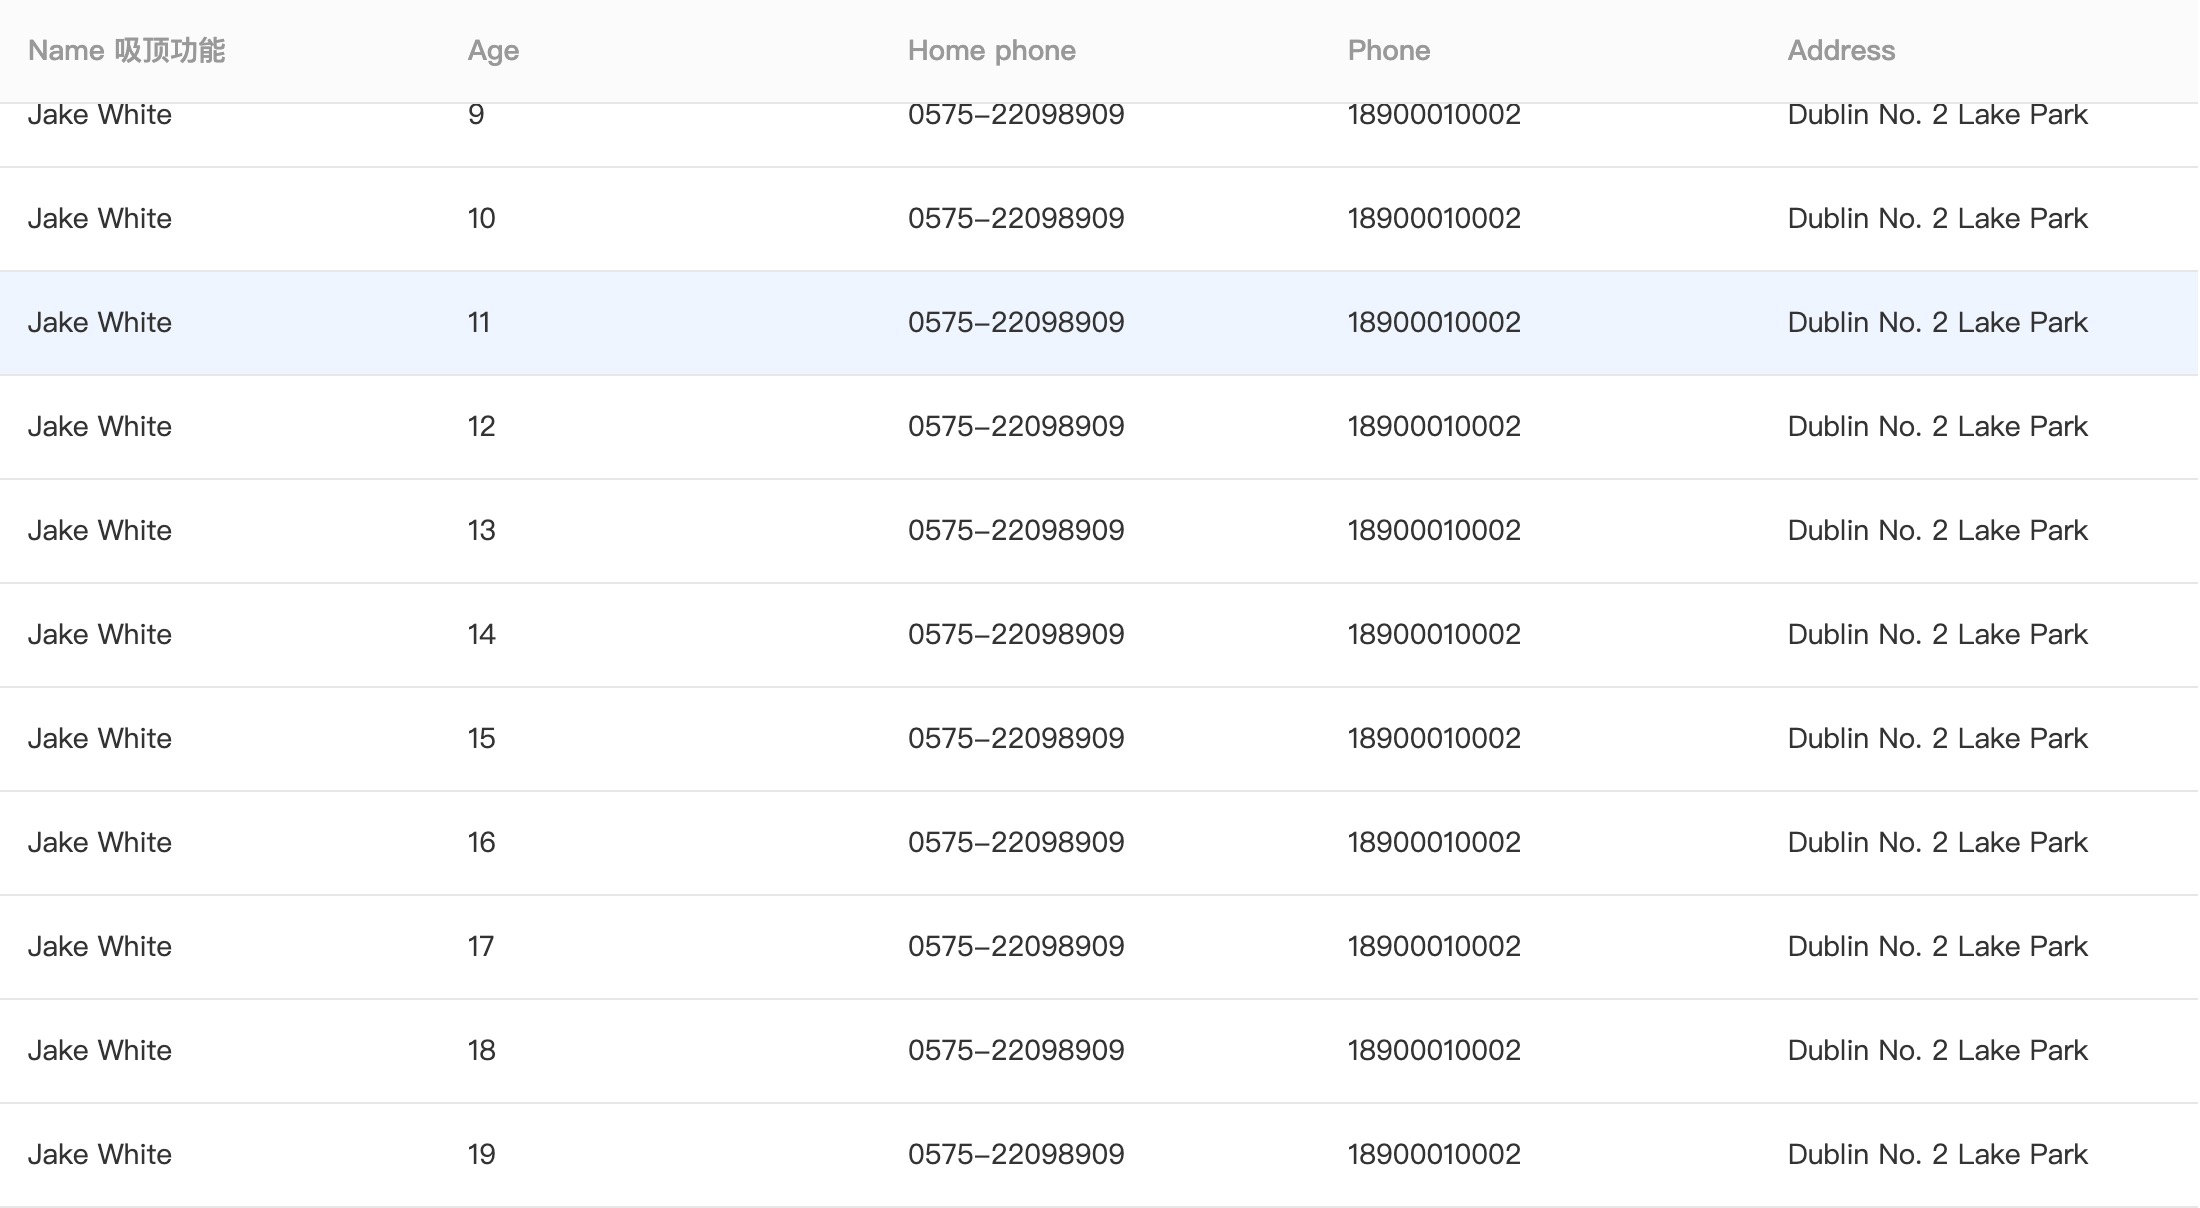 Name 吸顶功能 Age Home phone Phone Address
Jake White 9 0575-22098909 18900010002 Dublin No. 2 Lake Park
Jake White 10 0575-22098909 18900010002 Dublin No. 2 Lake Park
Jake White 11 0575-22098909 18900010002 Dublin No. 2 Lake Park
Jake White 12 0575-22098909 18900010002 Dublin No. 2 Lake Park
Jake White 13 0575-22098909 18900010002 Dublin No. 2 Lake Park
Jake White 14 0575-22098909 18900010002 Dublin No. 2 Lake Park
Jake White 15 0575-22098909 18900010002 Dublin No. 2 Lake Park
Jake White 16 0575-22098909 18900010002 Dublin No. 2 Lake Park
Jake White 17 0575-22098909 18900010002 Dublin No. 2 Lake Park
Jake White 18 0575-22098909 18900010002 Dublin No. 2 Lake Park
Jake White 19 0575-22098909 18900010002 Dublin No. 2 Lake Park